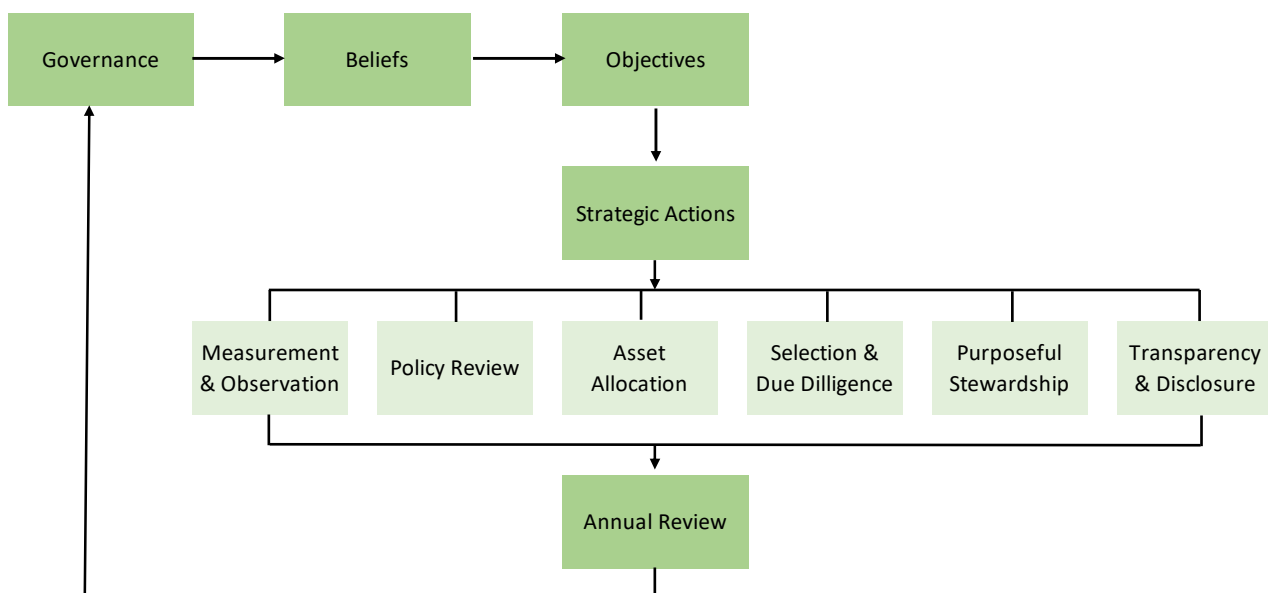 Governance
Beliefs
Objectives
Strategic Actions
Measurement
& Observation
Policy Review
Asset
Allocation
Selection &
Due Dilligence
Purposeful
Stewardship
Transparency
& Disclosure
Annual Review